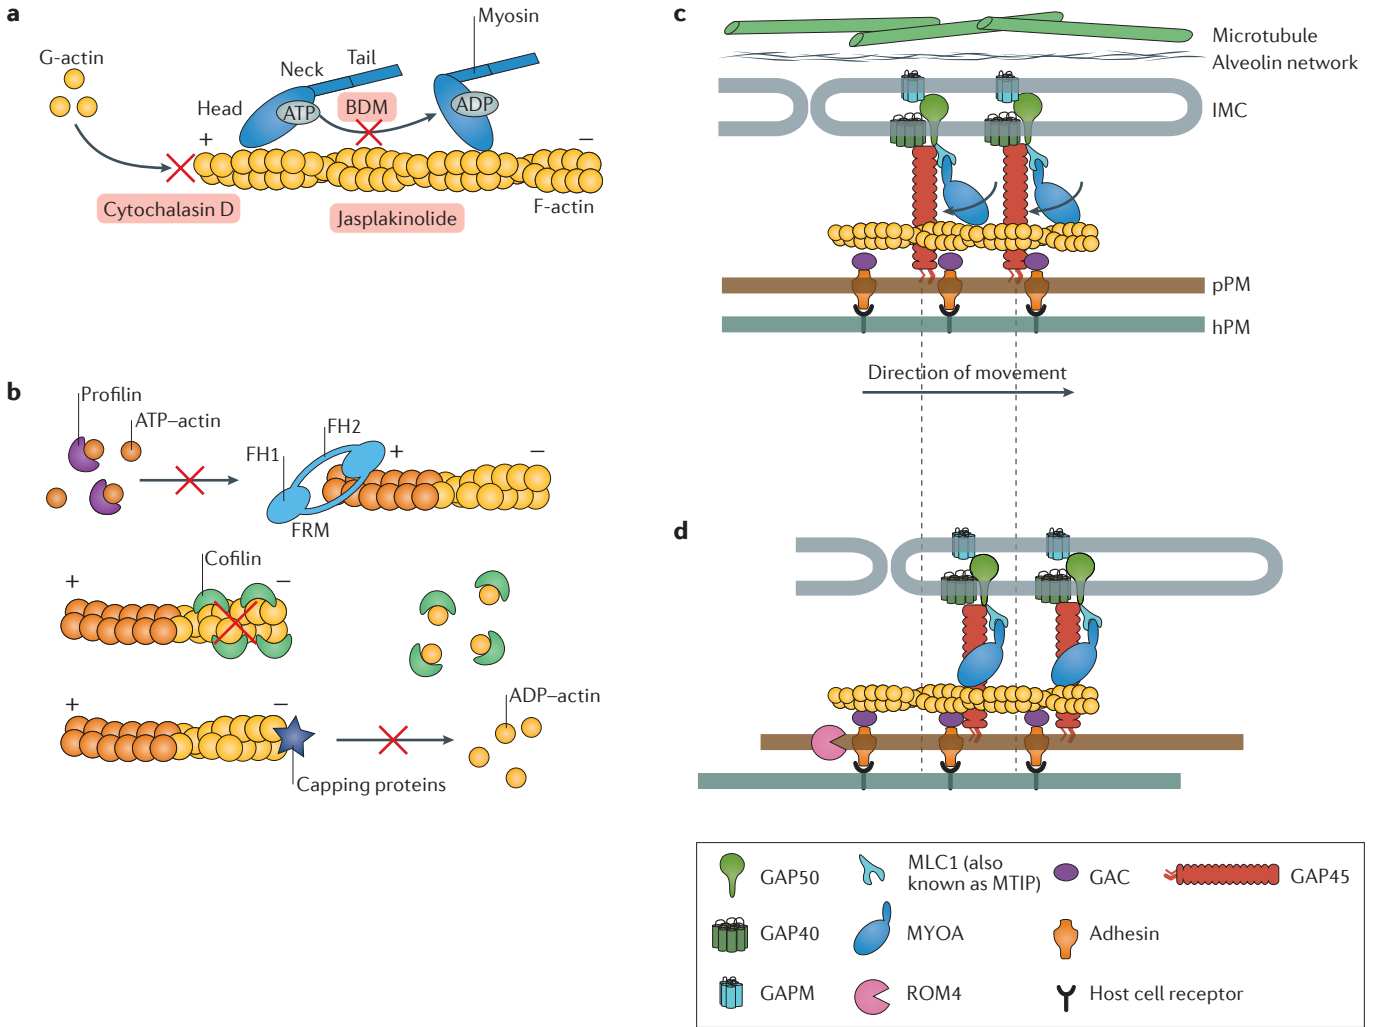 a
G-actin
Myosin
Neck
Tail
Head
ATP
BDM
ADP
+
−
Cytochalasin D
Jasplakinolide
F-actin
b
Profilin
ATP–actin
FH2
FH1
+
−
FRM
Cofilin
+
−
ADP–actin
+
−
Capping proteins
c
Microtubule
Alveolin network
IMC
pPM
hPM
Direction of movement
d
GAP50
MLC1 (also
known as MTIP)
GAC
GAP45
GAP40
MYOA
Adhesin
GAPM
ROM4
Host cell receptor